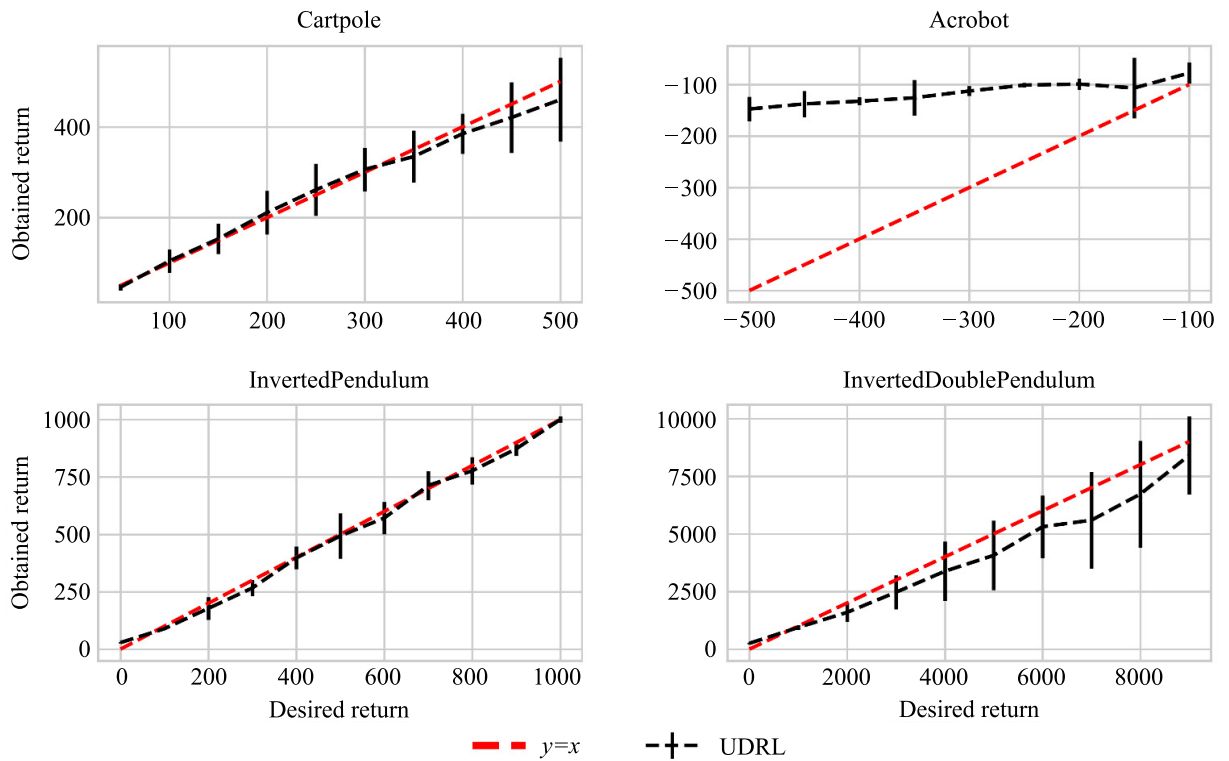 Cartpole
Obtained return
400
200
100 200 300 400 500
Acrobot
−100
−200
−300
−400
−500
−500 −400 −300 −200 −100
InvertedPendulum
Obtained return
1000
750
500
250
0
0 200 400 600 800 1000
Desired return
InvertedDoublePendulum
10000
7500
5000
2500
0
0 2000 4000 6000 8000
Desired return
y=x UDRL